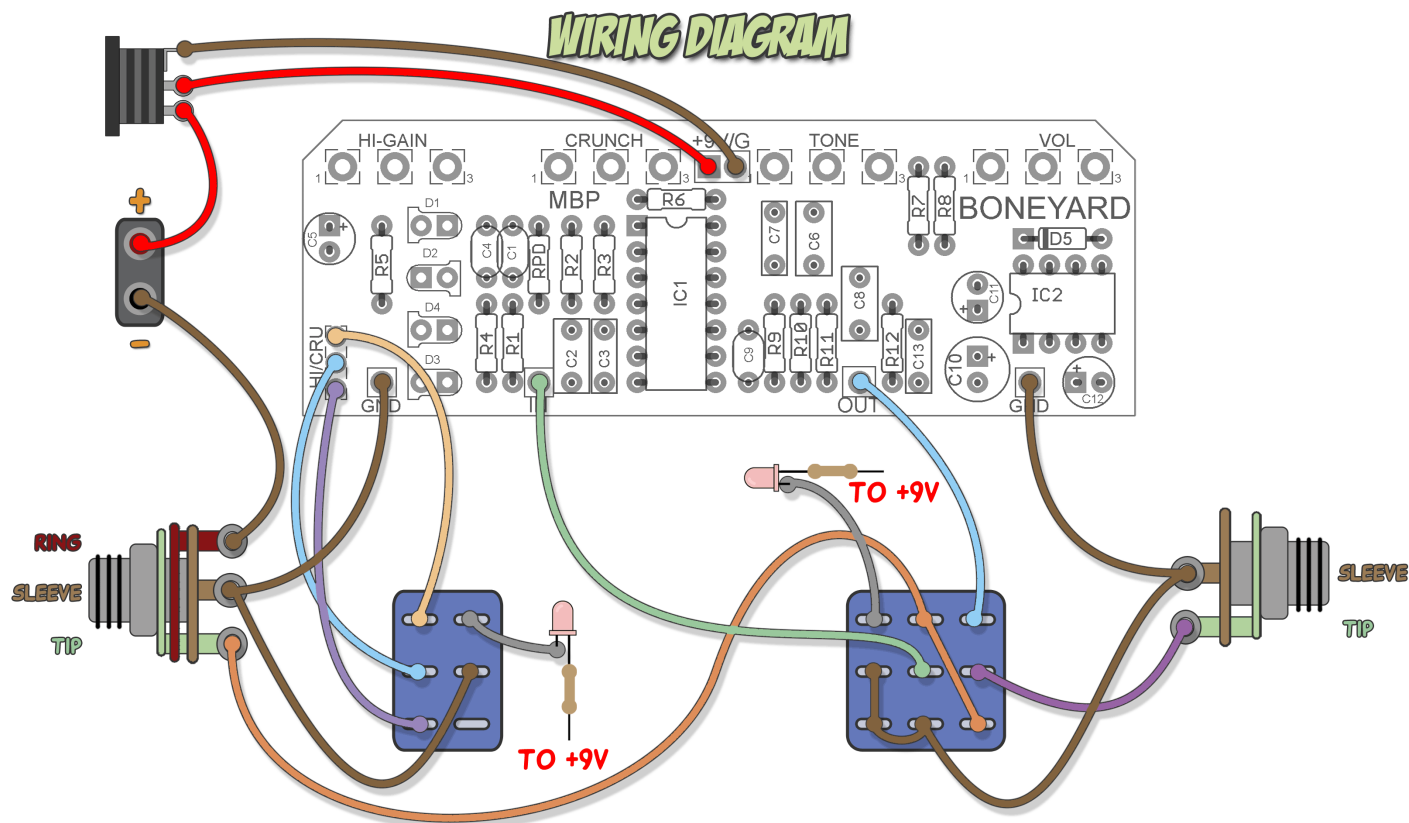 WIRING DIAGRAM
HI-GAIN
CRUNCH
+9V/G
TONE
VOL
1
3
1
3
1
3
1
3
MBP
R6
BONEYARD
C5
+
R5
D1
D2
D4
D3
C4
C1
RPD
R2
R3
R4
R1
C2
C3
IC1
C7
C6
C8
C9
R9
R10
R11
R12
C13
R7
R8
D5
IC2
C11
+
C10
+
C12
+
HI/CRU
GND
IN
OUT
GND
+
-
TO +9V
RING
SLEEVE
TIP
SLEEVE
TIP
TO +9V